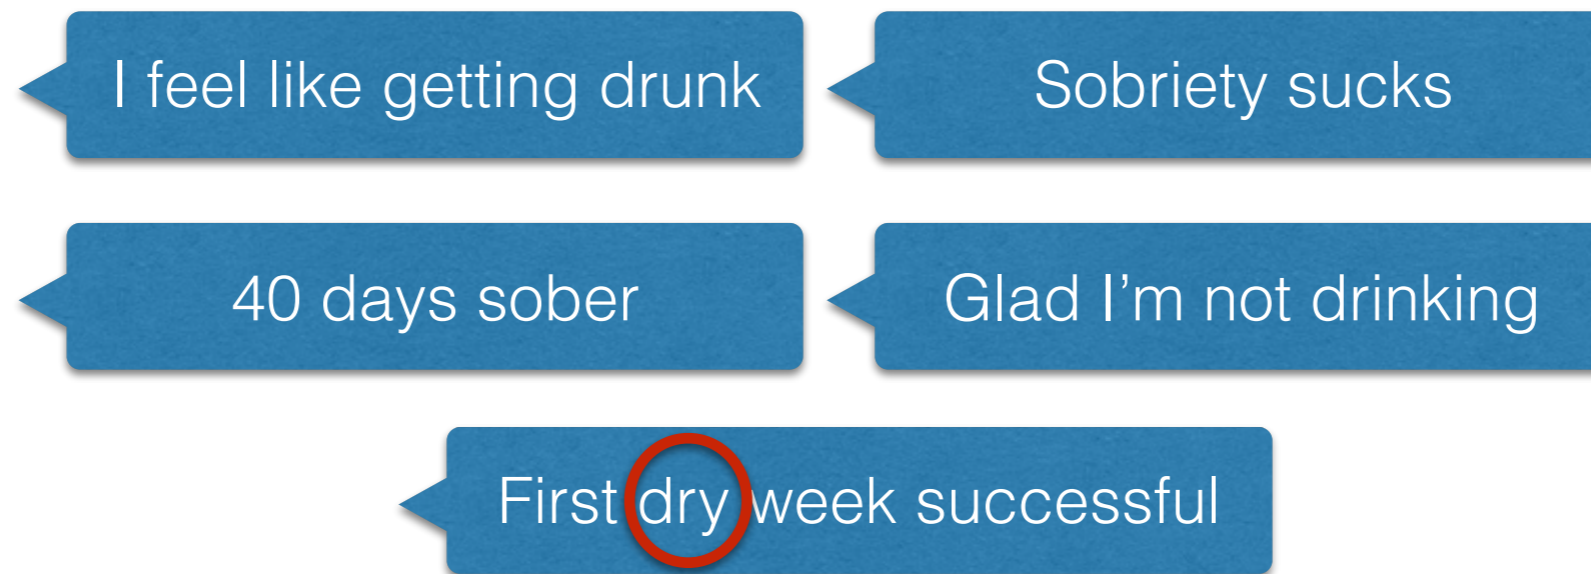 I feel like getting drunk
Sobriety sucks
40 days sober
Glad I’m not drinking
First dry week successful